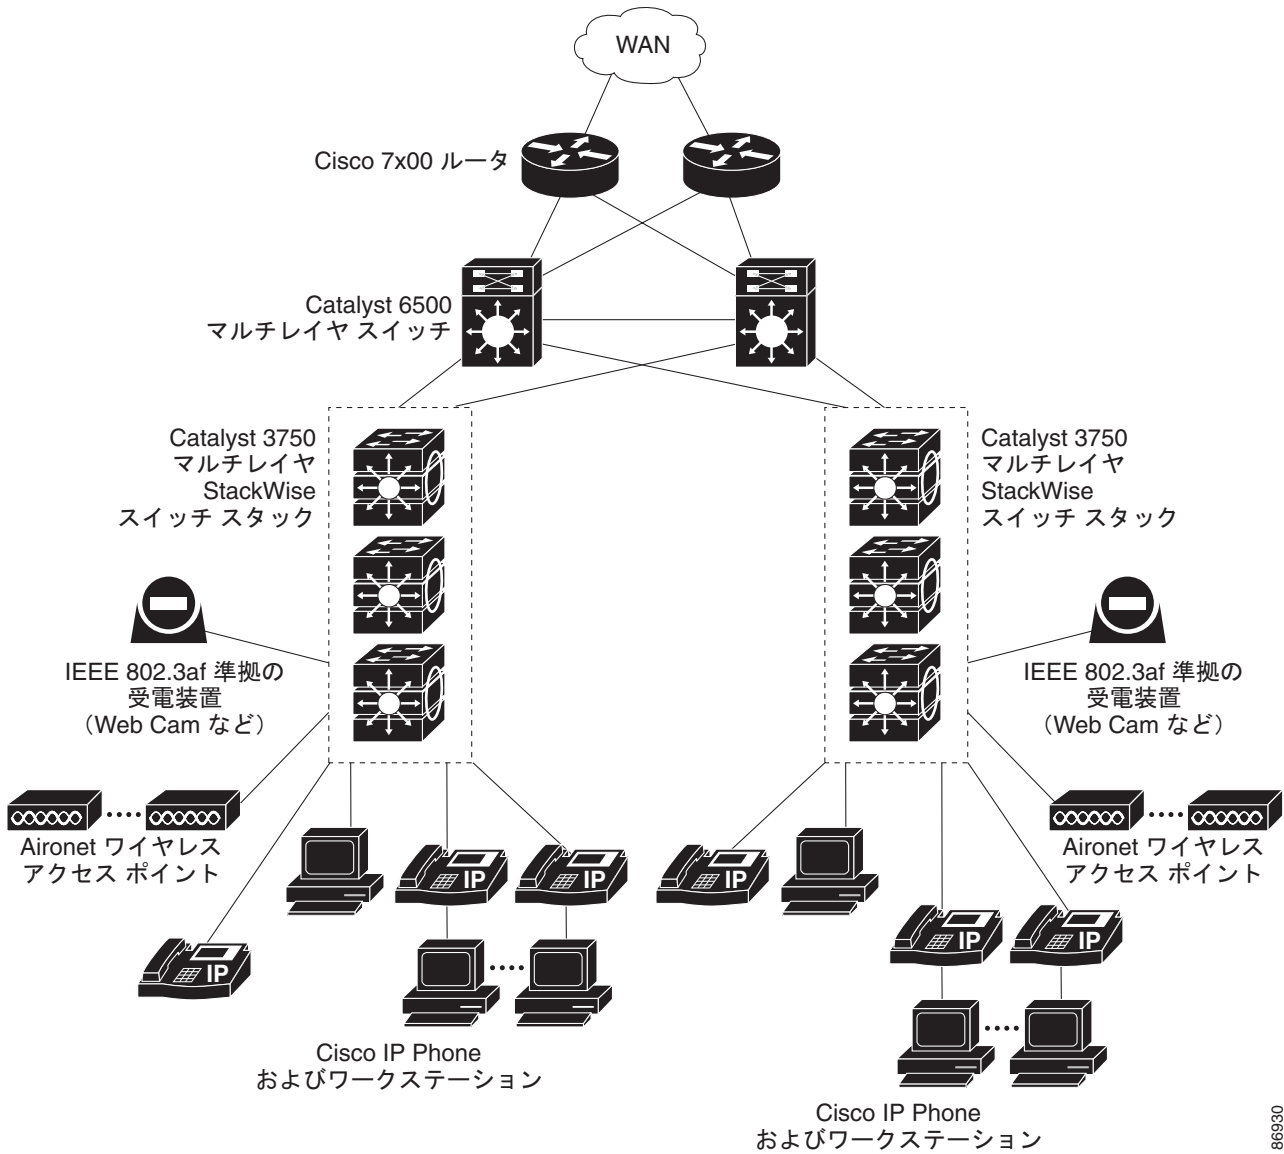 WAN
Cisco 7x00 ルータ
Catalyst 6500
マルチレイヤ スイッチ
Catalyst 3750
マルチレイヤ
StackWise
スイッチ スタック
Catalyst 3750
マルチレイヤ
StackWise
スイッチ スタック
IEEE 802.3af 準拠の
受電装置
（Web Cam など）
IEEE 802.3af 準拠の
受電装置
（Web Cam など）
Aironet ワイヤレス
アクセス ポイント
Aironet ワイヤレス
アクセス ポイント
IP
IP
IP
IP
IP
IP
Cisco IP Phone
およびワークステーション
Cisco IP Phone
およびワークステーション
86930